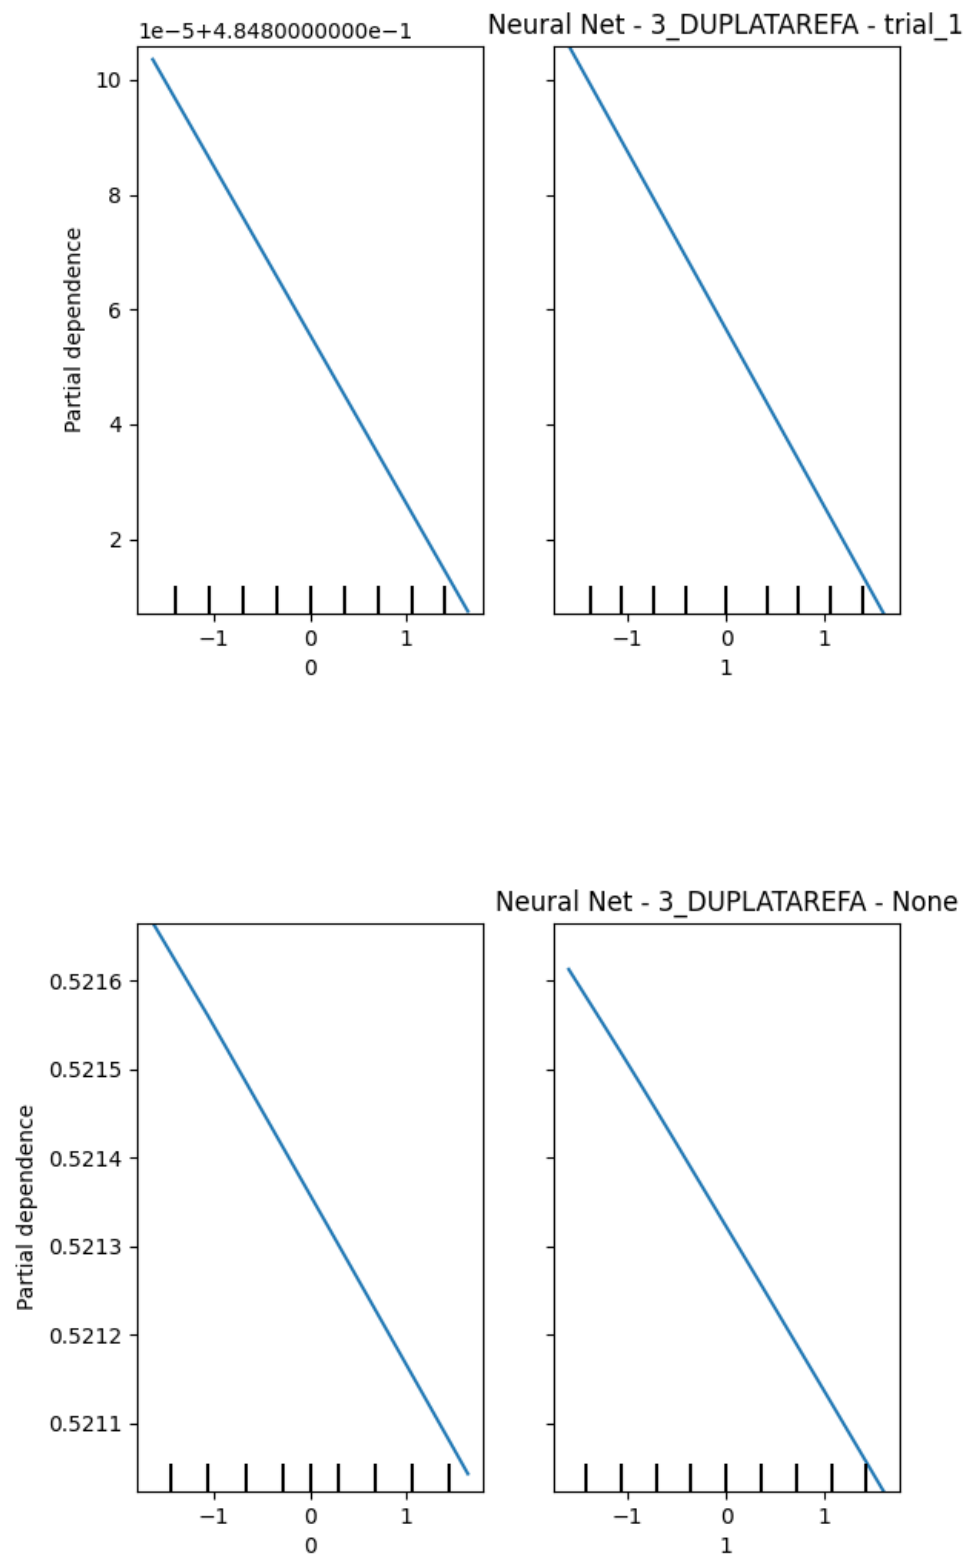 1e-5+4.8480000000e-1
Neural Net - 3_DUPLATAREFA - trial_1
10
8
6
4
2
Partial dependence
−1 0 1
0
−1 0 1
1
Neural Net - 3_DUPLATAREFA - None
0.5216
0.5215
0.5214
0.5213
0.5212
0.5211
Partial dependence
−1 0 1
0
−1 0 1
1